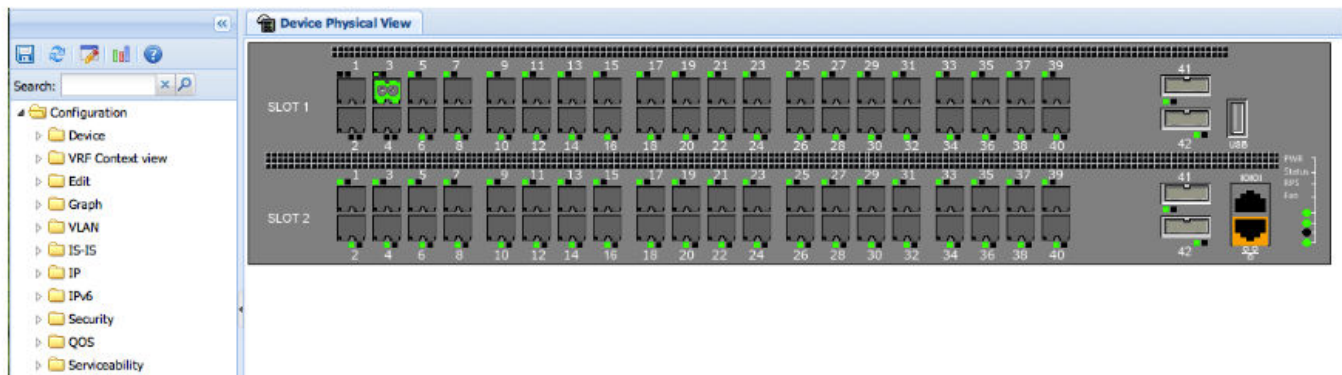 Device Physical View
Search:
Configuration
Device
VRF Context view
Edit
Graph
VLAN
IS-IS
IP
IPv6
Security
QOS
Serviceability
1 3 5 7 9 11 13 15 17 19 21 23 25 27 29 31 33 35 37 39 41
SLOT 1
2 4 6 8 10 12 14 16 18 20 22 24 26 28 30 32 34 36 38 40 42 USB
PWR
Status
RPS
Fan
1 3 5 7 9 11 13 15 17 19 21 23 25 27 29 31 33 35 37 39 41 IOIOI
SLOT 2
2 4 6 8 10 12 14 16 18 20 22 24 26 28 30 32 34 36 38 40 42